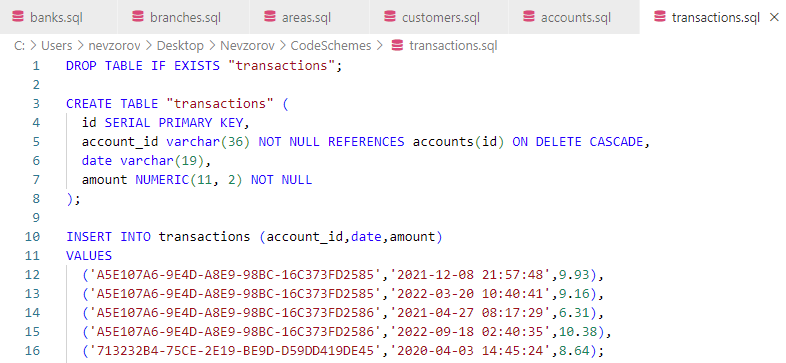 banks.sql branches.sql areas.sql customers.sql accounts.sql transactions.sql
C: > Users > nevzorov > Desktop > Nevzorov > CodeSchemes > transactions.sql
1 DROP TABLE IF EXISTS "transactions";
2
3 CREATE TABLE "transactions" (
4 id SERIAL PRIMARY KEY,
5 account_id varchar(36) NOT NULL REFERENCES accounts(id) ON DELETE CASCADE,
6 date varchar(19),
7 amount NUMERIC(11, 2) NOT NULL
8 );
9
10 INSERT INTO transactions (account_id,date,amount)
11 VALUES
12 ('A5E107A6-9E4D-A8E9-98BC-16C373FD2585','2021-12-08 21:57:48',9.93),
13 ('A5E107A6-9E4D-A8E9-98BC-16C373FD2585','2022-03-20 10:40:41',9.16),
14 ('A5E107A6-9E4D-A8E9-98BC-16C373FD2586','2021-04-27 08:17:29',6.31),
15 ('A5E107A6-9E4D-A8E9-98BC-16C373FD2586','2022-09-18 02:40:35',10.38),
16 ('713232B4-75CE-2E19-BE9D-D59DD419DE45','2020-04-03 14:45:24',8.64);